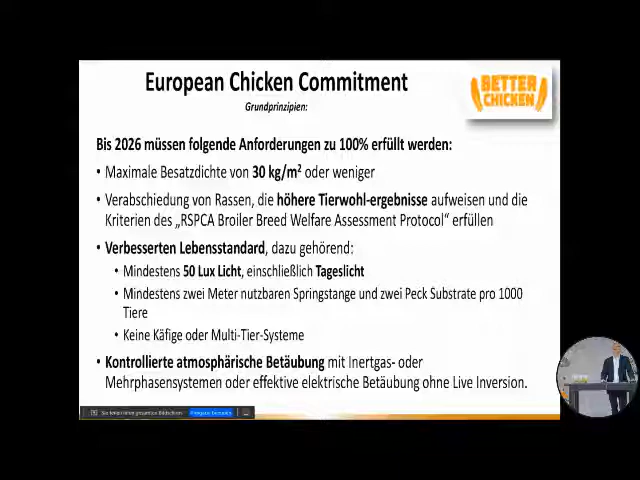 European Chicken Commitment
Grundprinzipien:
BETTER
CHICKEN
Bis 2026 müssen folgende Anforderungen zu 100% erfüllt werden:
• Maximale Besatzdichte von 30 kg/m² oder weniger
• Verabschiedung von Rassen, die höhere Tierwohl-ergebnisse aufweisen und die
Kriterien des „RSPCA Broiler Breed Welfare Assessment Protocol“ erfüllen
• Verbesserten Lebensstandard, dazu gehörend:
• Mindestens 50 Lux Licht, einschließlich Tageslicht
• Mindestens zwei Meter nutzbaren Springstange und zwei Peck Substrate pro 1000
Tiere
• Keine Käfige oder Multi-Tier-Systeme
• Kontrollierte atmosphärische Betäubung mit Inertgas- oder
Mehrphasensystemen oder effektive elektrische Betäubung ohne Live Inversion.